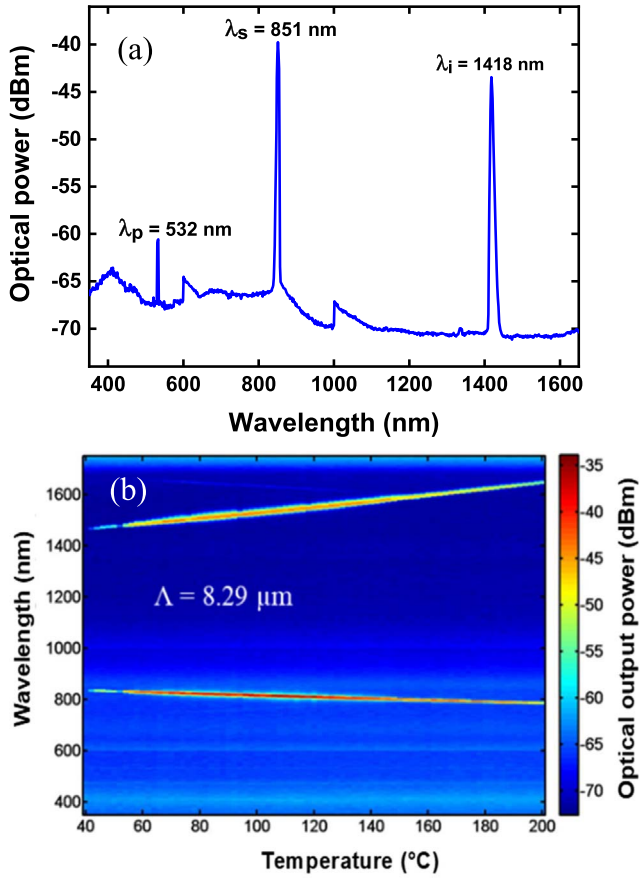 (a)
λs = 851 nm
λi = 1418 nm
λp = 532 nm
Optical power (dBm)
-40
-45
-50
-55
-60
-65
-70
400 600 800 1000 1200 1400 1600
Wavelength (nm)
(b)
Λ = 8.29 µm
Wavelength (nm)
1600
1400
1200
1000
800
600
400
40 60 80 100 120 140 160 180 200
Temperature (°C)
-35
-40
-45
-50
-55
-60
-65
-70
Optical output power (dBm)